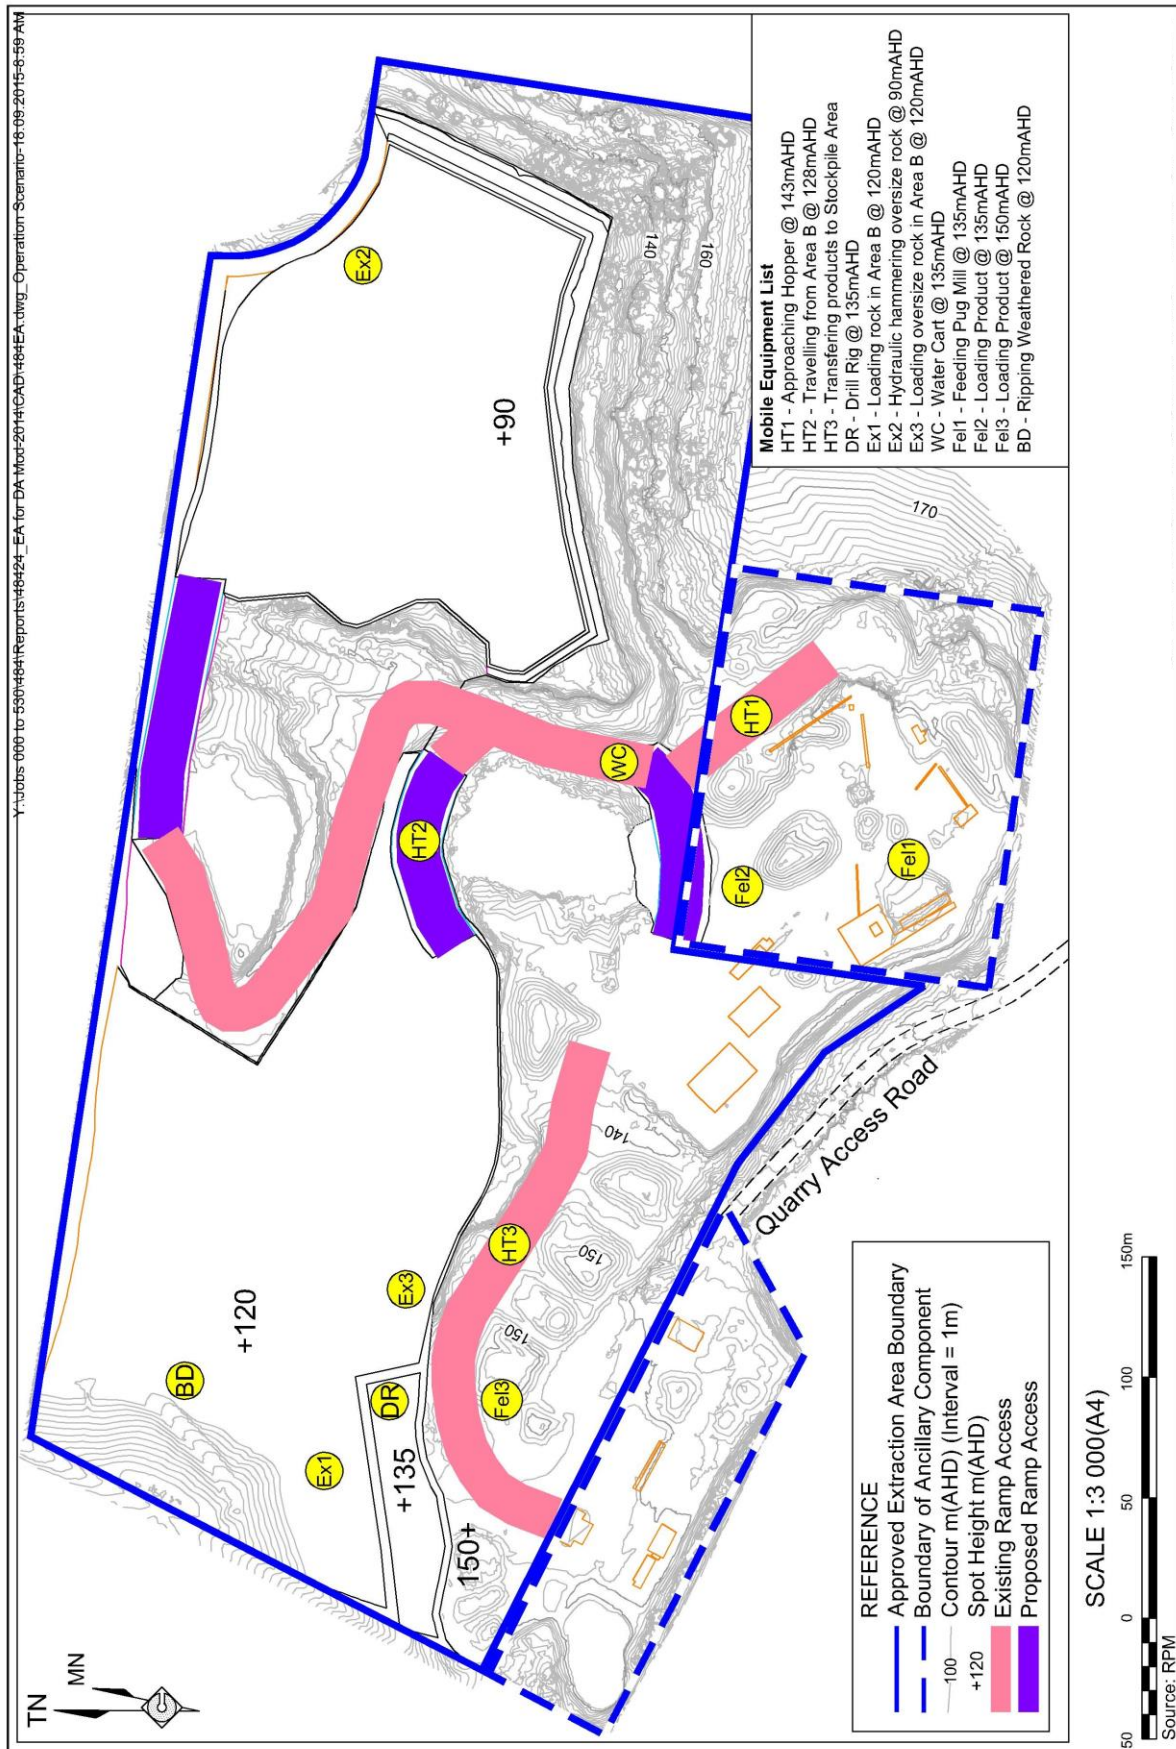 Y:\Jobs 000 to 530\484\Reports\48424_EA for DA Mod-2014\CAD\484EA.dwg_Operation Scenario-18.09.2015-8:59 AM
TN
MN
BD
+120
Ex1
Ex3
DR
+135
150+
Fel3
HT3
150
150
140
HT2
WC
HT1
Fel2
Fel1
Ex2
+90
140
160
170
Quarry Access Road
Mobile Equipment List
HT1 - Approaching Hopper @ 143mAHD
HT2 - Travelling from Area B @ 128mAHD
HT3 - Transfering products to Stockpile Area
DR - Drill Rig @ 135mAHD
Ex1 - Loading rock in Area B @ 120mAHD
Ex2 - Hydraulic hammering oversize rock @ 90mAHD
Ex3 - Loading oversize rock in Area B @ 120mAHD
WC - Water Cart @ 135mAHD
Fel1 - Feeding Pug Mill @ 135mAHD
Fel2 - Loading Product @ 135mAHD
Fel3 - Loading Product @ 150mAHD
BD - Ripping Weathered Rock @ 120mAHD
REFERENCE
Approved Extraction Area Boundary
Boundary of Ancillary Component
100 Contour m(AHD) (Interval = 1m)
+120 Spot Height m(AHD)
Existing Ramp Access
Proposed Ramp Access
SCALE 1:3 000(A4)
50 0 50 100 150m
Source: RPM